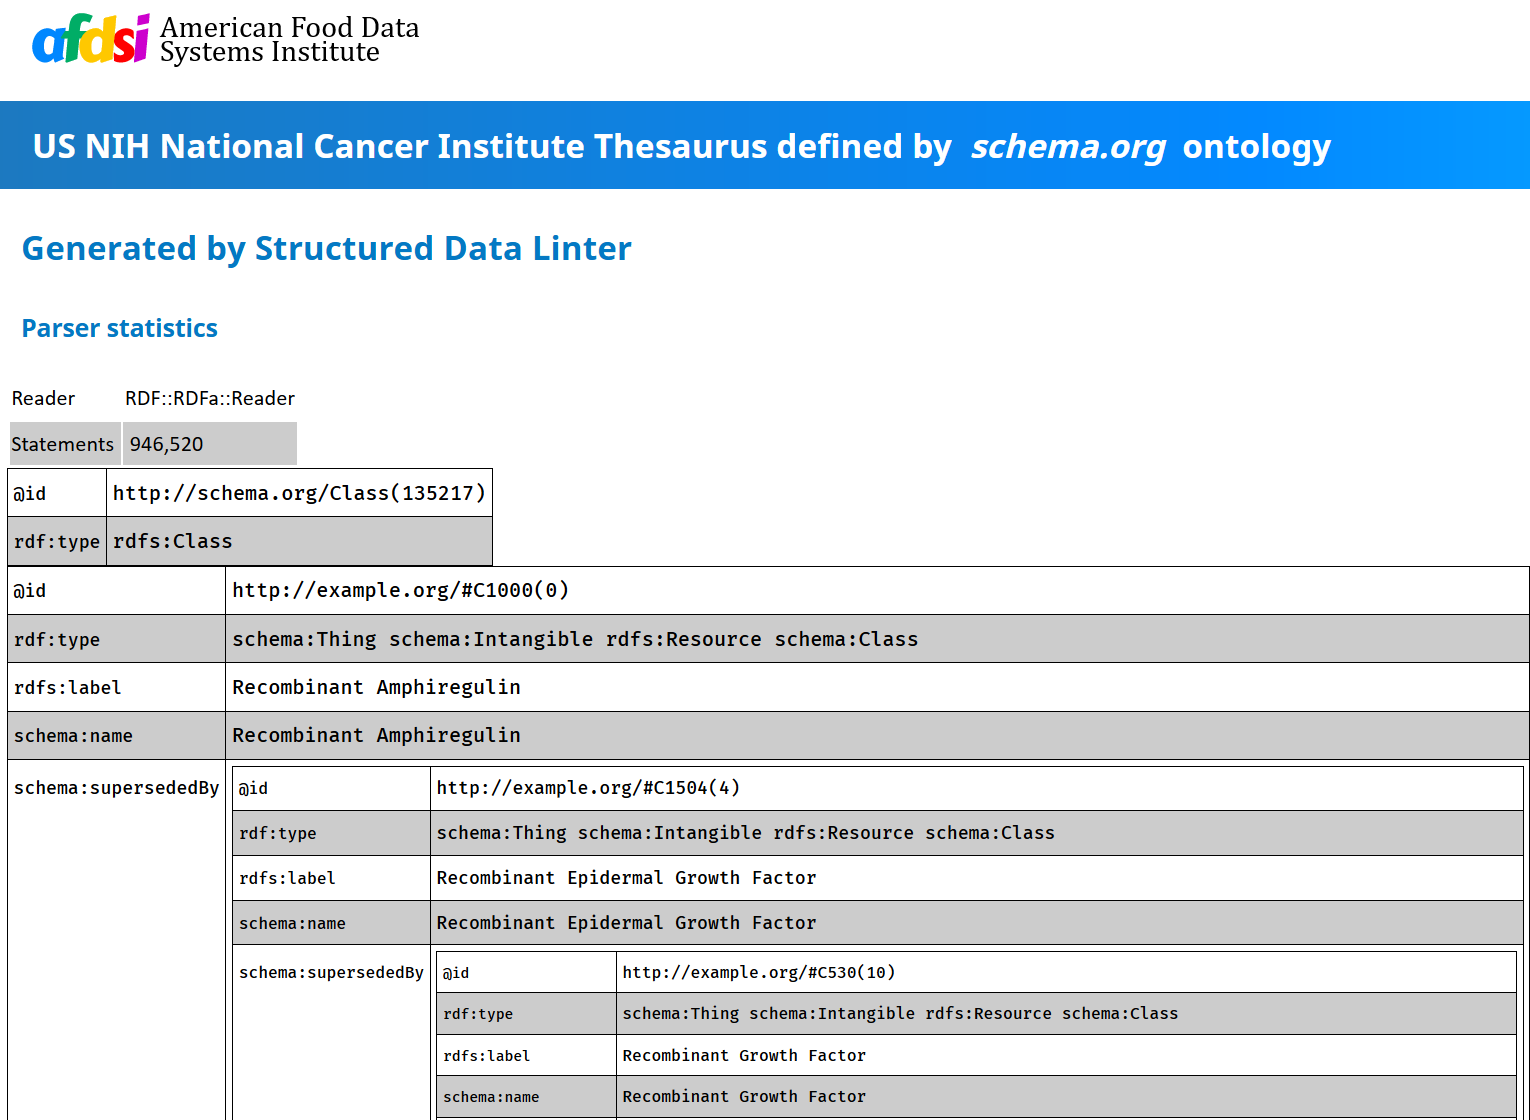 afdsi American Food Data
Systems Institute
US NIH National Cancer Institute Thesaurus defined by schema.org ontology
Generated by Structured Data Linter
Parser statistics
Reader RDF::RDFa::Reader
Statements 946,520
@id http://schema.org/Class(135217)
rdf:type rdfs:Class
@id http://example.org/#C1000(0)
rdf:type schema:Thing schema:Intangible rdfs:Resource schema:Class
rdfs:label Recombinant Amphiregulin
schema:name Recombinant Amphiregulin
schema:supersededBy @id http://example.org/#C1504(4)
rdf:type schema:Thing schema:Intangible rdfs:Resource schema:Class
rdfs:label Recombinant Epidermal Growth Factor
schema:name Recombinant Epidermal Growth Factor
schema:supersededBy @id http://example.org/#C530(10)
rdf:type schema:Thing schema:Intangible rdfs:Resource schema:Class
rdfs:label Recombinant Growth Factor
schema:name Recombinant Growth Factor